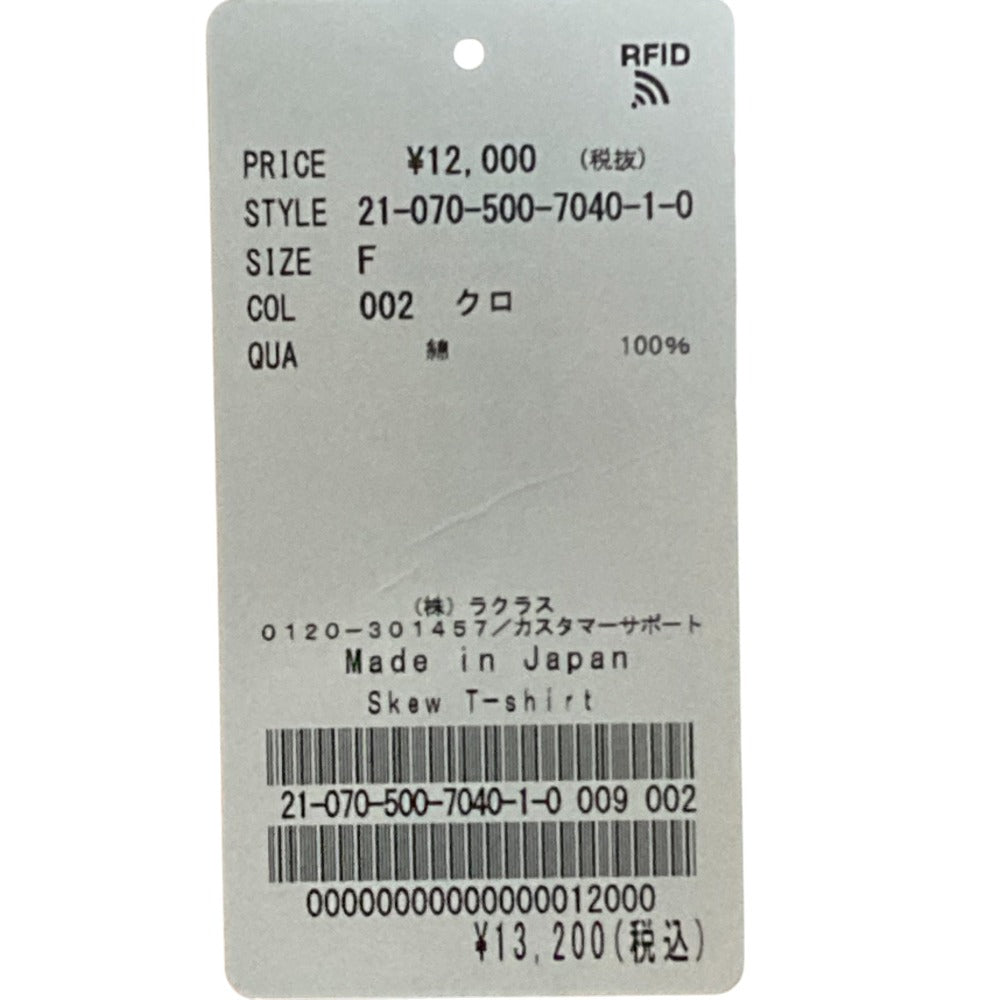 RFID
PRICE ¥12,000 (税抜)
STYLE 21-070-500-7040-1-0
SIZE F
COL 002 クロ
QUA 綿 100%
(株) ラクラス
0120-301457/カスタマーサポート
Made in Japan
Skew T-shirt
21-070-500-7040-1-0 009 002
00000000000000012000
¥13,200(税込)